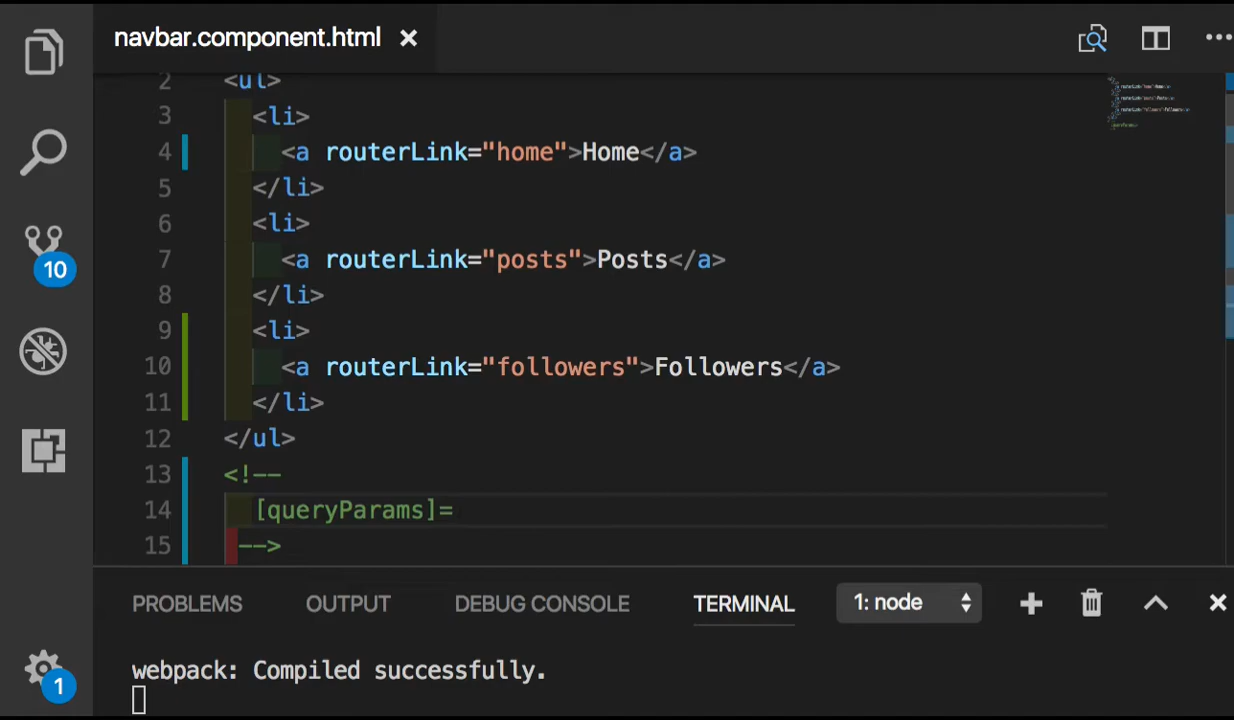 navbar.component.html
2 <ul>
3 <li>
4 <a routerLink="home">Home</a>
5 </li>
6 <li>
7 <a routerLink="posts">Posts</a>
8 </li>
9 <li>
10 <a routerLink="followers">Followers</a>
11 </li>
12 </ul>
13 <!--
14 [queryParams]=
15 -->
10
PROBLEMS OUTPUT DEBUG CONSOLE TERMINAL 1: node
webpack: Compiled successfully.
1